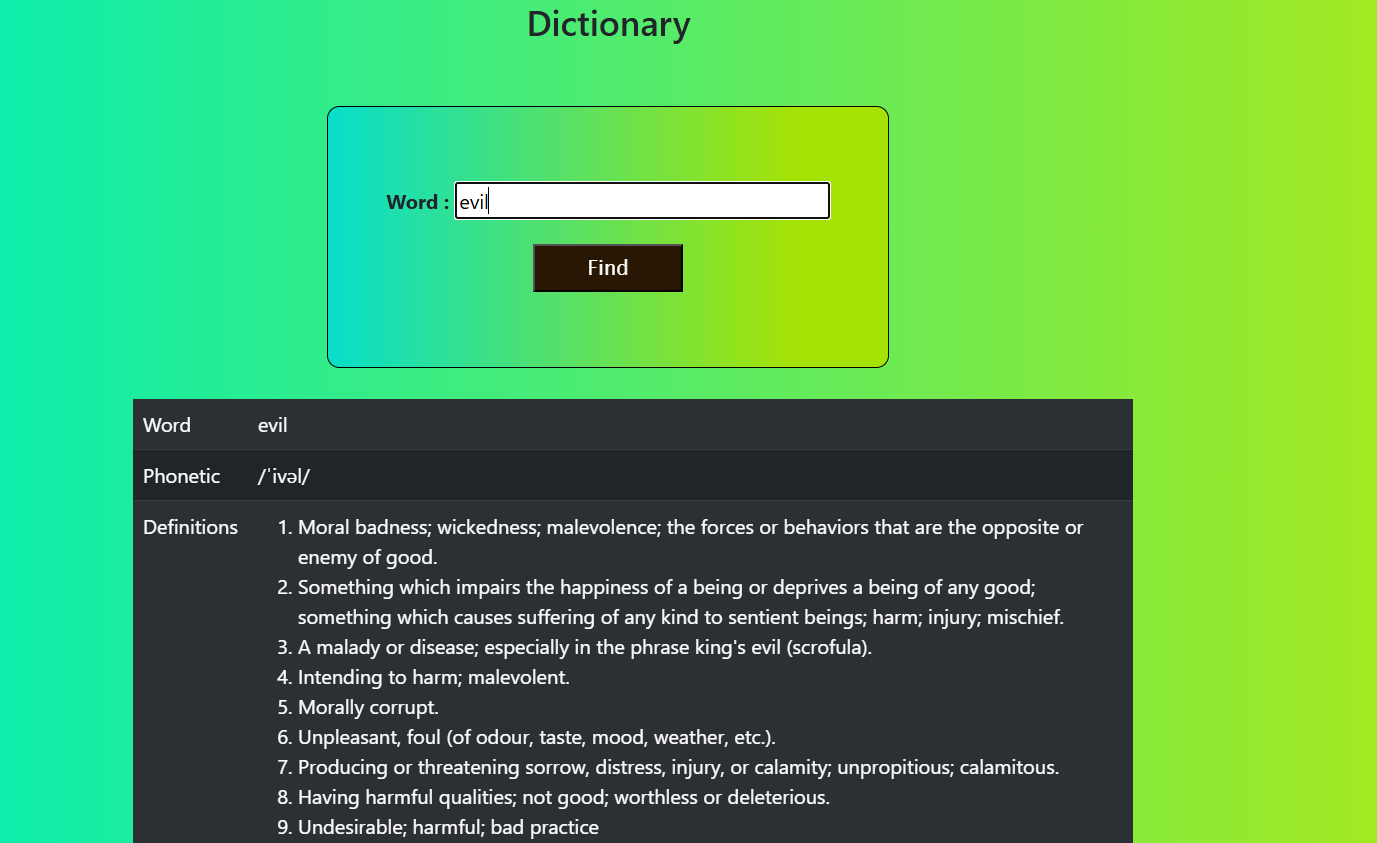 Dictionary
Word : evil
Find
Word evil
Phonetic /ˈivəl/
Definitions 1. Moral badness; wickedness; malevolence; the forces or behaviors that are the opposite or
enemy of good.
2. Something which impairs the happiness of a being or deprives a being of any good;
something which causes suffering of any kind to sentient beings; harm; injury; mischief.
3. A malady or disease; especially in the phrase king's evil (scrofula).
4. Intending to harm; malevolent.
5. Morally corrupt.
6. Unpleasant, foul (of odour, taste, mood, weather, etc.).
7. Producing or threatening sorrow, distress, injury, or calamity; unpropitious; calamitous.
8. Having harmful qualities; not good; worthless or deleterious.
9. Undesirable; harmful; bad practice